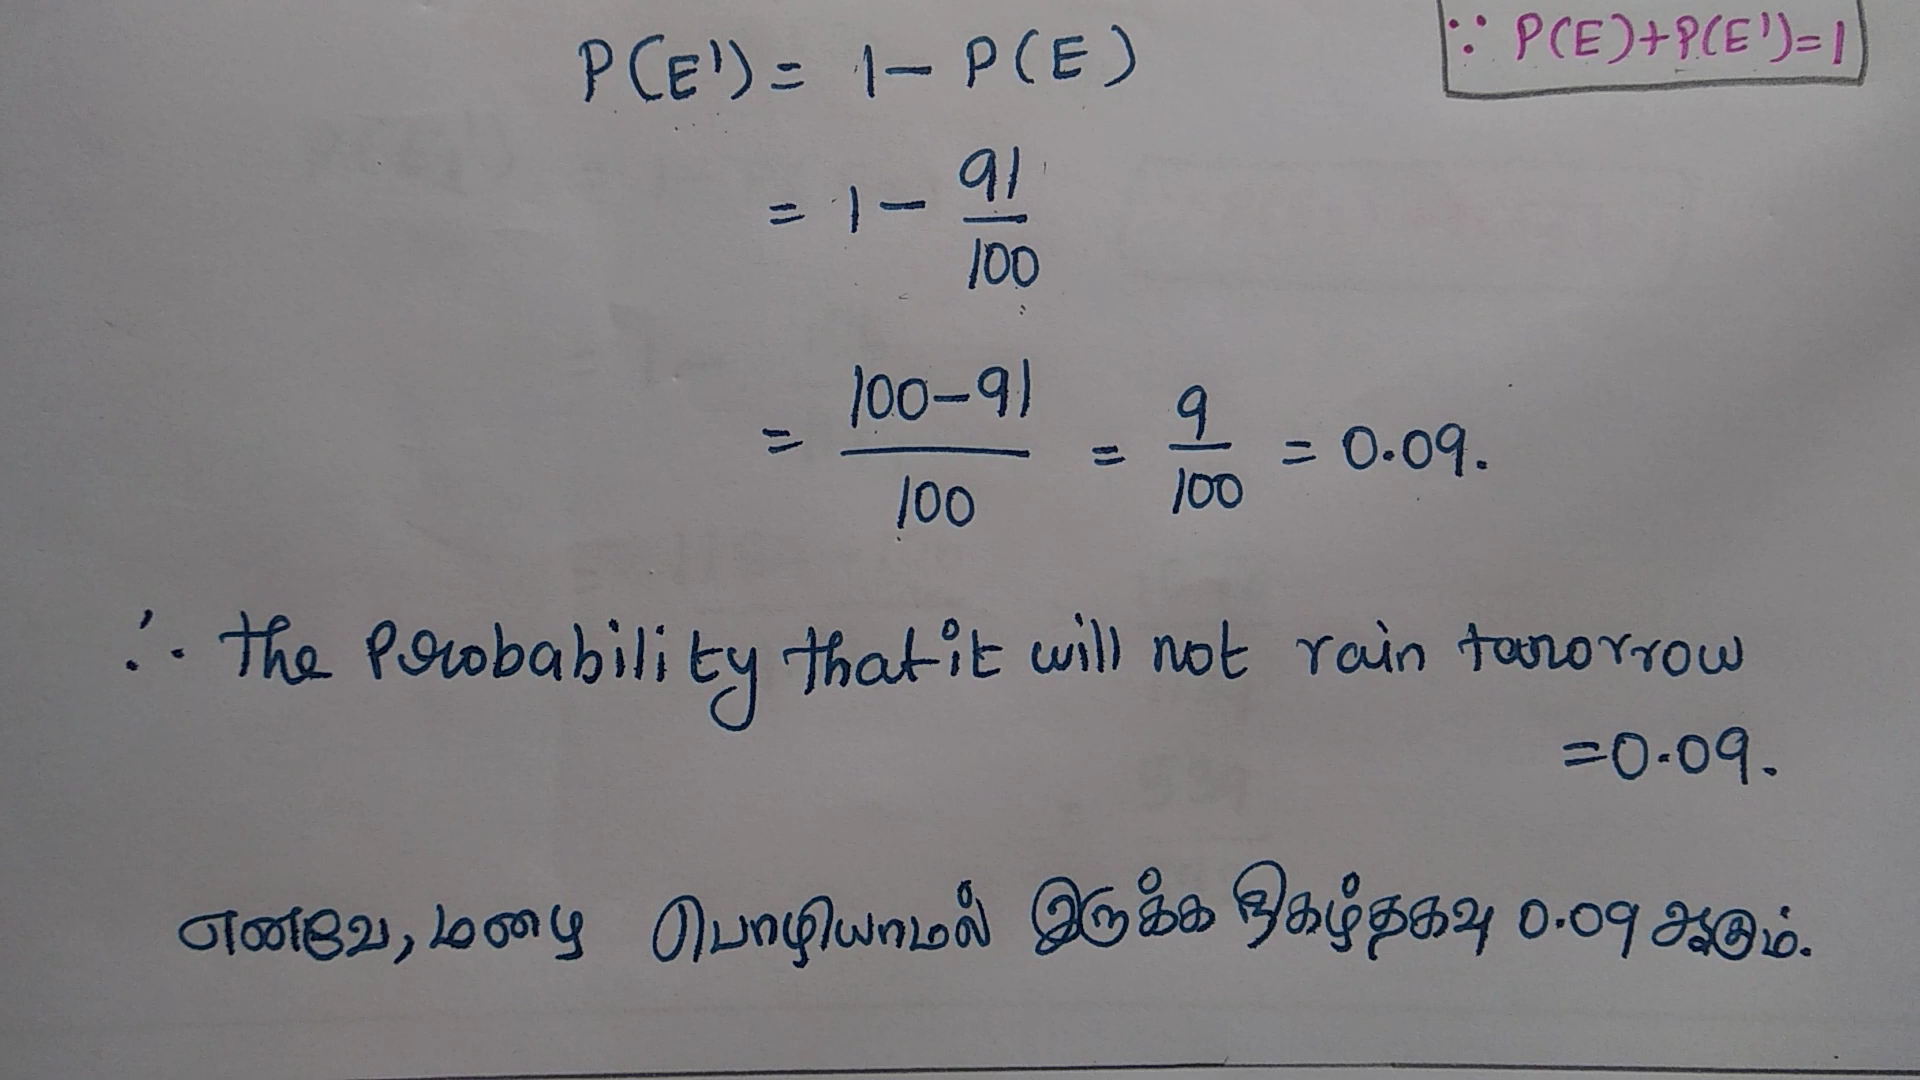 P(E') = 1 - P(E)
∵ P(E)+P(E')=1
= 1 - 91/100
= 100-91/100 = 9/100 = 0.09.
∴ the Probability that it will not rain tomorrow
=0.09.
எனவே, மழை பொழியாமல் இருக்க நிகழ்தகவு 0.09 ஆகும்.